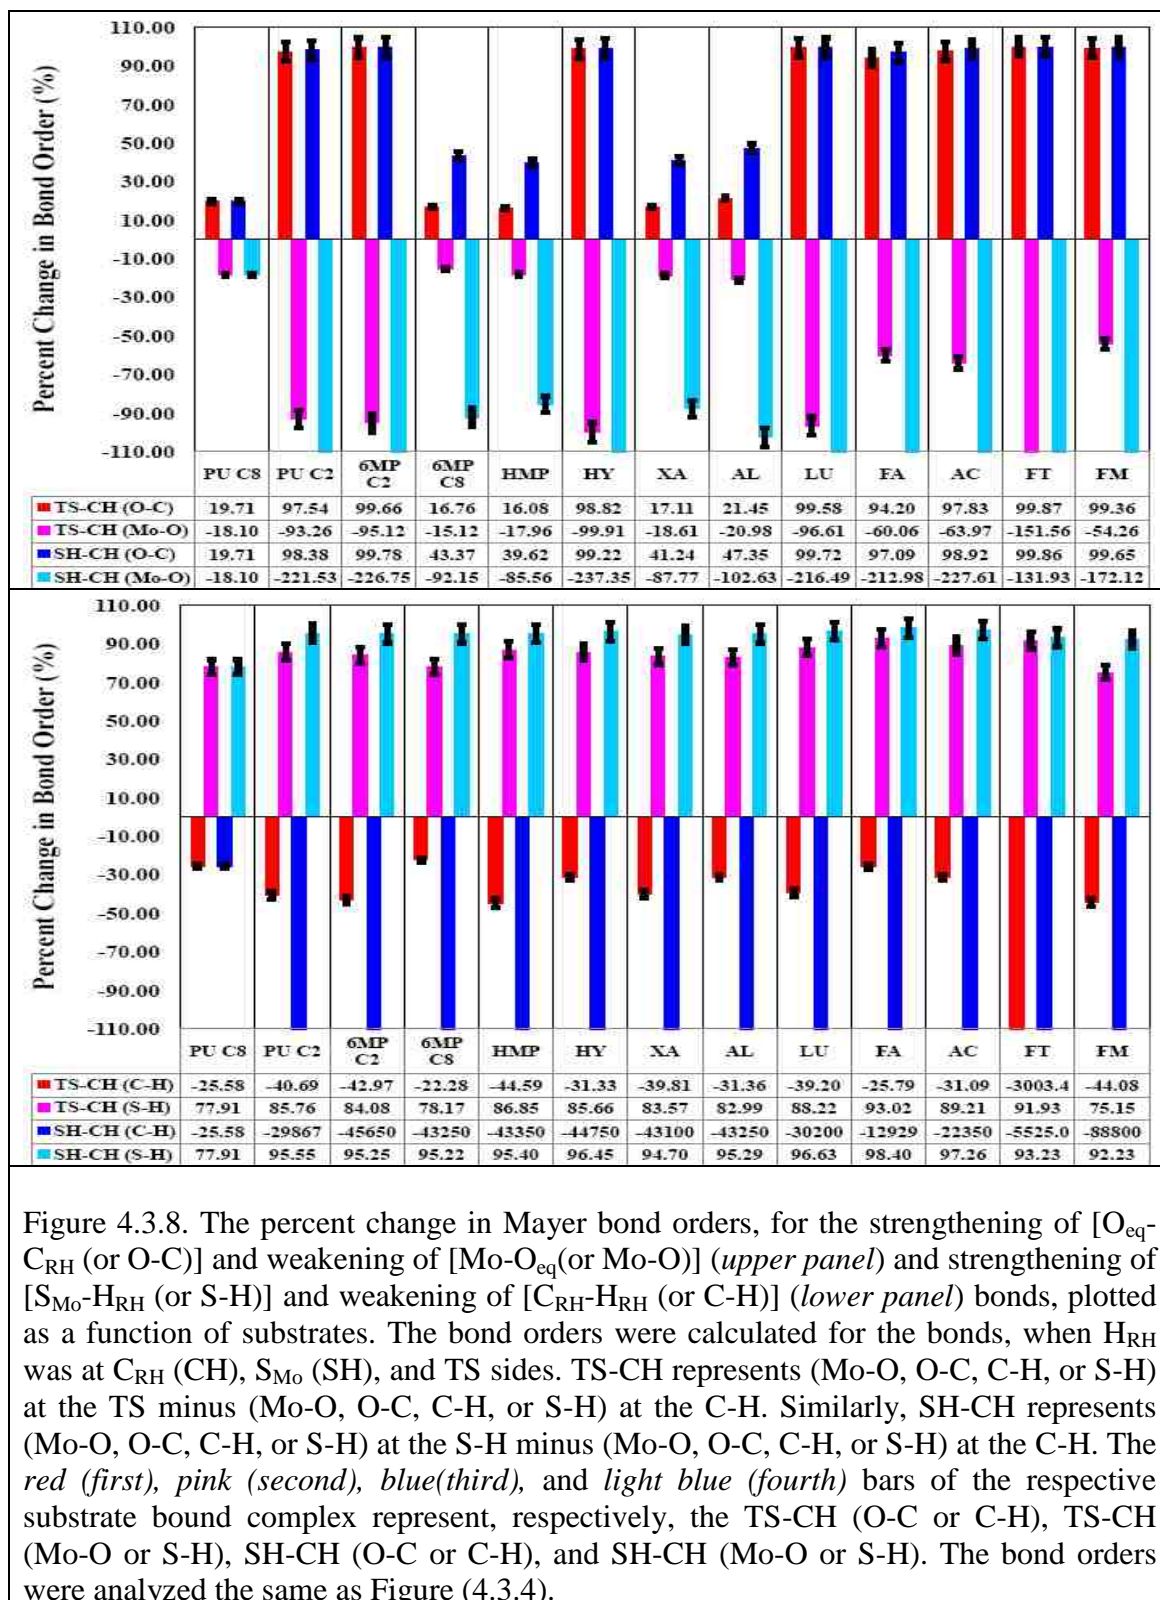 Percent Change in Bond Order (%)
110.00
90.00
70.00
50.00
30.00
10.00
-10.00
-30.00
-50.00
-70.00
-90.00
-110.00
PU C8 PU C2 6MP C2 6MP C8 HMP HY XA AL LU FA AC FT FM
TS-CH (O-C) 19.71 97.54 99.66 16.76 16.08 98.82 17.11 21.45 99.58 94.20 97.83 99.87 99.36
TS-CH (Mo-O) -18.10 -93.26 -95.12 -15.12 -17.96 -99.91 -18.61 -20.98 -96.61 -60.06 -63.97 -151.56 -54.26
SH-CH (O-C) 19.71 98.38 99.78 43.37 39.62 99.22 41.24 47.35 99.72 97.09 98.92 99.86 99.65
SH-CH (Mo-O) -18.10 -221.53 -226.75 -92.15 -85.56 -237.35 -87.77 -102.63 -216.49 -212.98 -227.61 -131.93 -172.12
Percent Change in Bond Order (%)
110.00
90.00
70.00
50.00
30.00
10.00
-10.00
-30.00
-50.00
-70.00
-90.00
-110.00
PU C8 PU C2 6MP C2 6MP C8 HMP HY XA AL LU FA AC FT FM
TS-CH (C-H) -25.58 -40.69 -42.97 -22.28 -44.59 -31.33 -39.81 -31.36 -39.20 -25.79 -31.09 -3003.4 -44.08
TS-CH (S-H) 77.91 85.76 84.08 78.17 86.85 85.66 83.57 82.99 88.22 93.02 89.21 91.93 75.15
SH-CH (C-H) -25.58 -29867 -45650 -43250 -43350 -44750 -43100 -43250 -30200 -12929 -22350 -5525.0 -88800
SH-CH (S-H) 77.91 95.55 95.25 95.22 95.40 96.45 94.70 95.29 96.63 98.40 97.26 93.23 92.23
Figure 4.3.8. The percent change in Mayer bond orders, for the strengthening of [Oeq-
CRH (or O-C)] and weakening of [Mo-Oeq(or Mo-O)] (upper panel) and strengthening of
[SMo-HRH (or S-H)] and weakening of [CRH-HRH (or C-H)] (lower panel) bonds, plotted
as a function of substrates. The bond orders were calculated for the bonds, when HRH
was at CRH (CH), SMo (SH), and TS sides. TS-CH represents (Mo-O, O-C, C-H, or S-H)
at the TS minus (Mo-O, O-C, C-H, or S-H) at the C-H. Similarly, SH-CH represents
(Mo-O, O-C, C-H, or S-H) at the S-H minus (Mo-O, O-C, C-H, or S-H) at the C-H. The
red (first), pink (second), blue(third), and light blue (fourth) bars of the respective
substrate bound complex represent, respectively, the TS-CH (O-C or C-H), TS-CH
(Mo-O or S-H), SH-CH (O-C or C-H), and SH-CH (Mo-O or S-H). The bond orders
were analyzed the same as Figure (4.3.4).